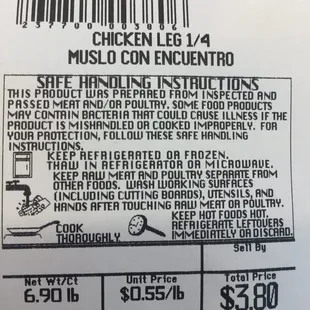 237700 003806
CHICKEN LEG 1/4
MUSLO CON ENCUENTRO
SAFE HANDLING INSTRUCTIONS
THIS PRODUCT WAS PREPARED FROM INSPECTED AND
PASSED MEAT AND/OR POULTRY. SOME FOOD PRODUCTS
MAY CONTAIN BACTERIA THAT COULD CAUSE ILLNESS IF THE
PRODUCT IS MISHANDLED OR COOKED IMPROPERLY. FOR
YOUR PROTECTION, FOLLOW THESE SAFE HANDLING
INSTRUCTIONS.
KEEP REFRIGERATED OR FROZEN.
THAW IN REFRIGERATOR OR MICROWAVE.
KEEP RAW MEAT AND POULTRY SEPARATE FROM
OTHER FOODS. WASH WORKING SURFACES
(INCLUDING CUTTING BOARDS), UTENSILS, AND
HANDS AFTER TOUCHING RAW MEAT OR POULTRY.
COOK
THOROUGHLY.
KEEP HOT FOODS HOT.
REFRIGERATE LEFTOVERS
IMMEDIATELY OR DISCARD.
Sell By
Net Wt/Ct
6.90 lb
Unit Price
$0.55/lb
Total Price
$3.80